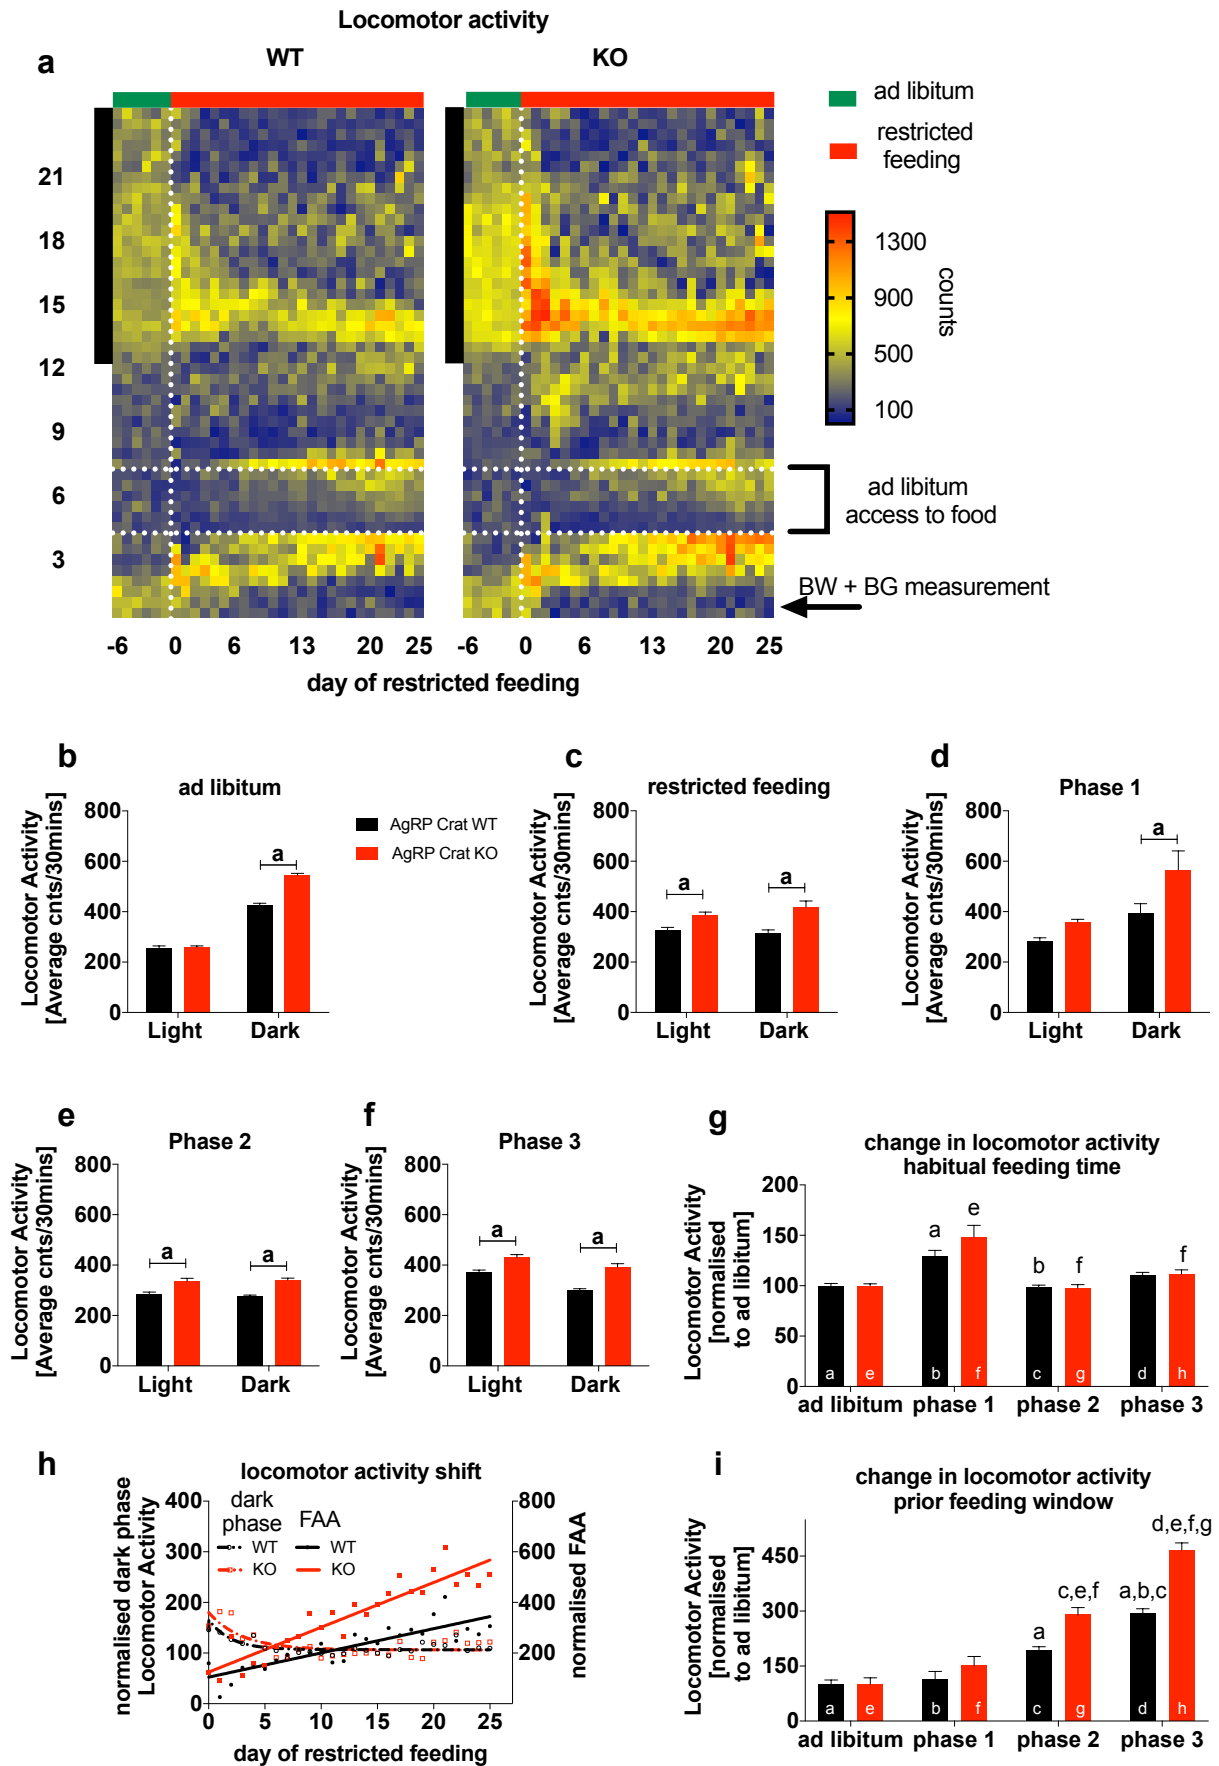 Locomotor activity
a
WT
KO
ad libitum
restricted
feeding
21
18
15
12
9
6
3
1300
900
500
100
counts
ad libitum
access to food
BW + BG measurement
-6 0 6 13 20 25
-6 0 6 13 20 25
day of restricted feeding
b
ad libitum
Locomotor Activity
[Average cnts/30mins]
800
600
400
200
0
a
Light Dark
AgRP Crat WT
AgRP Crat KO
c
restricted feeding
Locomotor Activity
[Average cnts/30mins]
800
600
400
200
0
a
a
Light Dark
d
Phase 1
Locomotor Activity
[Average cnts/30mins]
800
600
400
200
0
a
Light Dark
e
Phase 2
Locomotor Activity
[Average cnts/30mins]
800
600
400
200
0
a
a
Light Dark
f
Phase 3
Locomotor Activity
[Average cnts/30mins]
800
600
400
200
0
a
a
Light Dark
g
change in locomotor activity
habitual feeding time
Locomotor Activity
[normalised
to ad libitum]
200
150
100
50
0
a
e
b
f
f
a e b f c g d h
ad libitum phase 1 phase 2 phase 3
h
locomotor activity shift
normalised dark phase
Locomotor Activity
400
300
200
100
0
dark
phase
FAA
WT
WT
KO
KO
800
600
400
200
normalised FAA
0 5 10 15 20 25
day of restricted feeding
i
change in locomotor activity
prior feeding window
Locomotor Activity
[normalised
to ad libitum]
450
300
150
0
a
c,e,f
a,b,c
d,e,f,g
a e b f c g d h
ad libitum phase 1 phase 2 phase 3